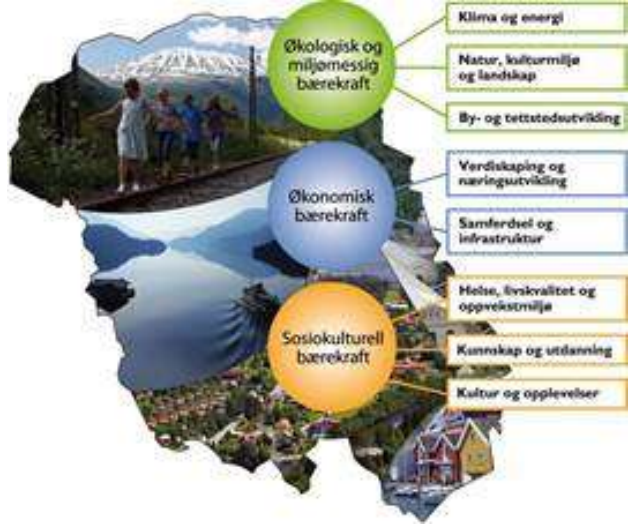 Økologisk og
miljømessig
bærekraft
Klima og energi
Natur, kulturmiljø
og landskap
By- og tettstedsutvikling
Økonomisk
bærekraft
Verdiskaping og
næringsutvikling
Samferdsel og
infrastruktur
Sosiokulturell
bærekraft
Helse, livskvalitet og
oppvekstmiljø
Kunnskap og utdanning
Kultur og opplevelser